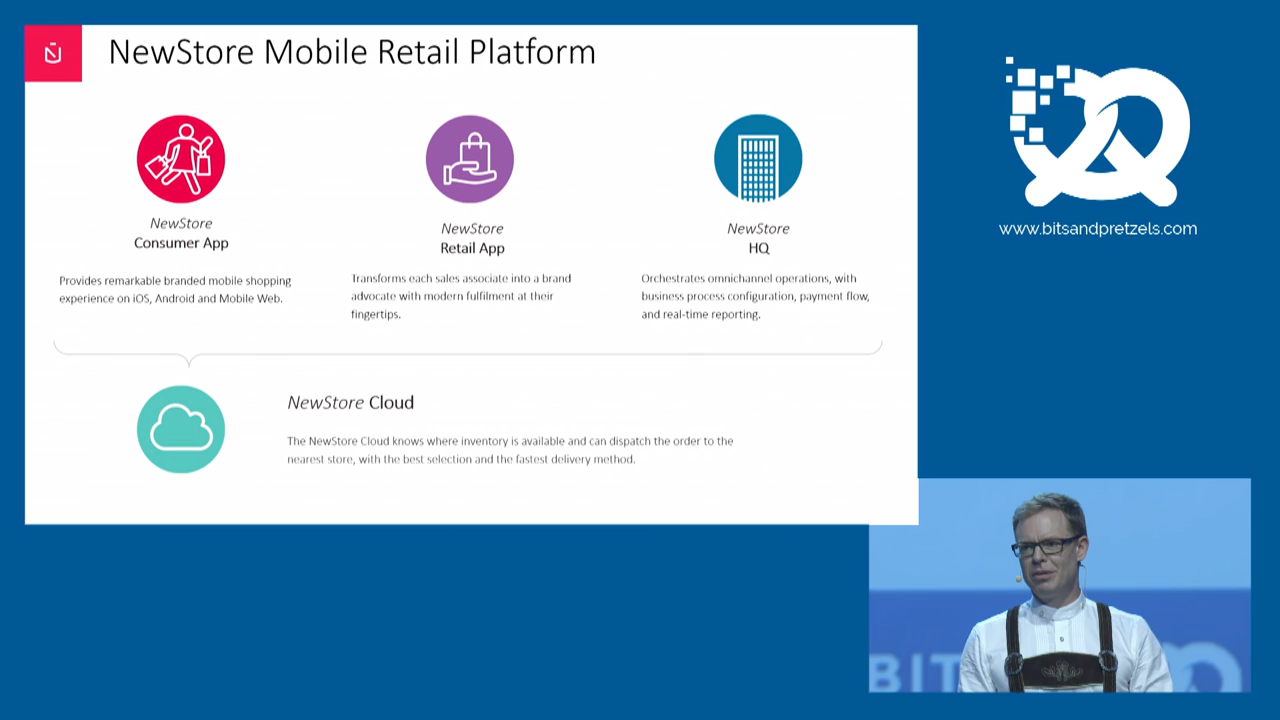 NewStore Mobile Retail Platform
NewStore
Consumer App
Provides remarkable branded mobile shopping
experience on iOS, Android and Mobile Web.
NewStore
Retail App
Transforms each sales associate into a brand
advocate with modern fulfilment at their
fingertips.
NewStore
HQ
Orchestrates omnichannel operations, with
business process configuration, payment flow,
and real-time reporting.
NewStore Cloud
The NewStore Cloud knows where inventory is available and can dispatch the order to the
nearest store, with the best selection and the fastest delivery method.
www.bitsandpretzels.com
BIT